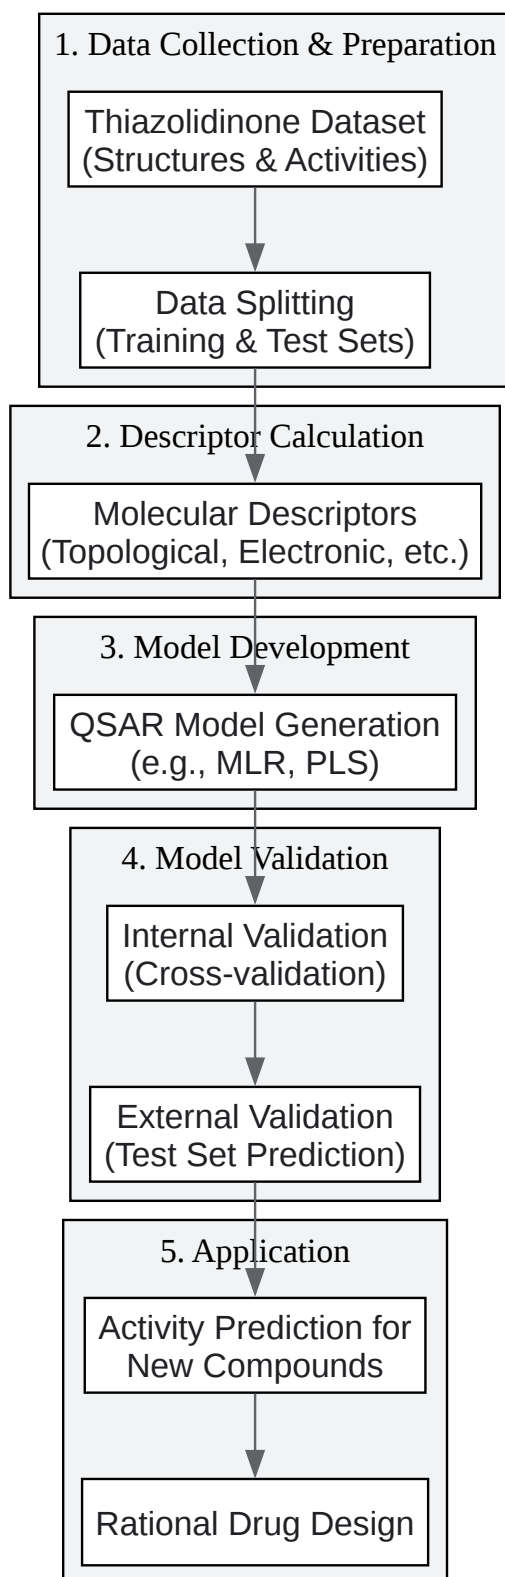 1. Data Collection & Preparation
Thiazolidinone Dataset
(Structures & Activities)
Data Splitting
(Training & Test Sets)
2. Descriptor Calculation
Molecular Descriptors
(Topological, Electronic, etc.)
3. Model Development
QSAR Model Generation
(e.g., MLR, PLS)
4. Model Validation
Internal Validation
(Cross-validation)
External Validation
(Test Set Prediction)
5. Application
Activity Prediction for
New Compounds
Rational Drug Design